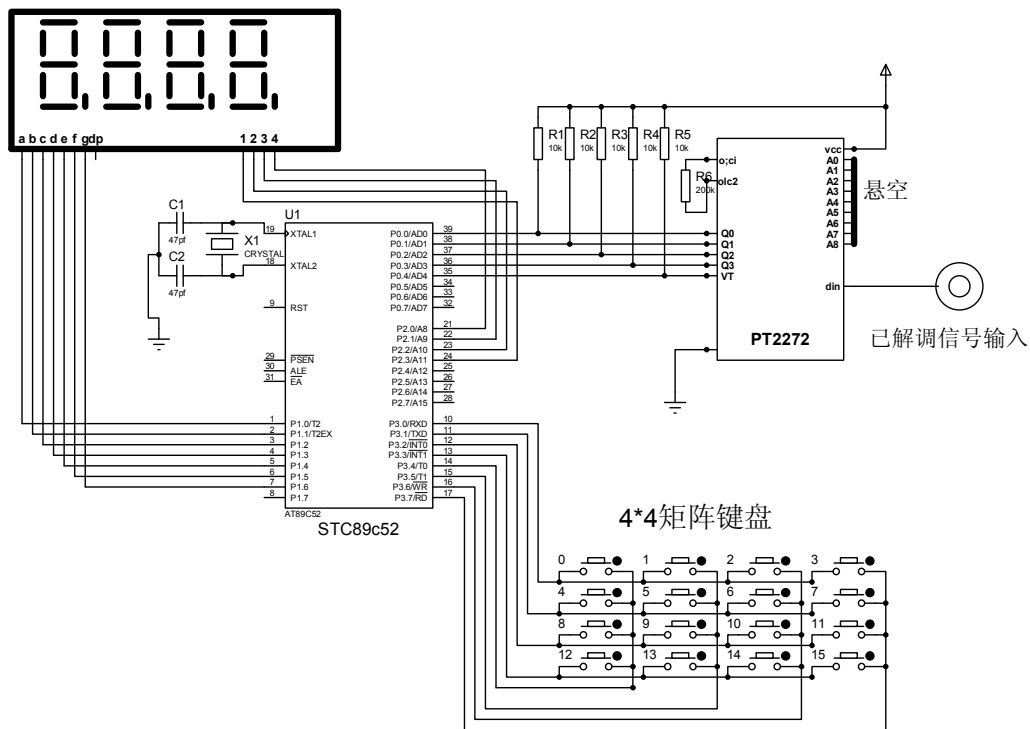 a b c d e f gdp
1 2 3 4
R1
10k
R2
10k
R3
10k
R4
10k
R5
10k
R6
200k
o;ci
olc2
vcc
A0
A1
A2
A3
A4
A5
A6
A7
A8
悬空
Q0
Q1
Q2
Q3
VT
din
PT2272
已解调信号输入
C1
47pf
C2
47pf
X1
CRYSTAL
U1
19 XTAL1
18 XTAL2
9 RST
29 PSEN
30 ALE
31 EA
1 P1.0/T2
2 P1.1/T2EX
3 P1.2
4 P1.3
5 P1.4
6 P1.5
7 P1.6
8 P1.7
P0.0/AD0 39
P0.1/AD1 38
P0.2/AD2 37
P0.3/AD3 36
P0.4/AD4 35
P0.5/AD5 34
P0.6/AD6 33
P0.7/AD7 32
P2.0/A8 21
P2.1/A9 22
P2.2/A10 23
P2.3/A11 24
P2.4/A12 25
P2.5/A13 26
P2.6/A14 27
P2.7/A15 28
P3.0/RXD 10
P3.1/TXD 11
P3.2/INT0 12
P3.3/INT1 13
P3.4/T0 14
P3.5/T1 15
P3.6/WR 16
P3.7/RD 17
AT89C52
STC89c52
4*4矩阵键盘
0 1 2 3
4 5 6 7
8 9 10 11
12 13 14 15